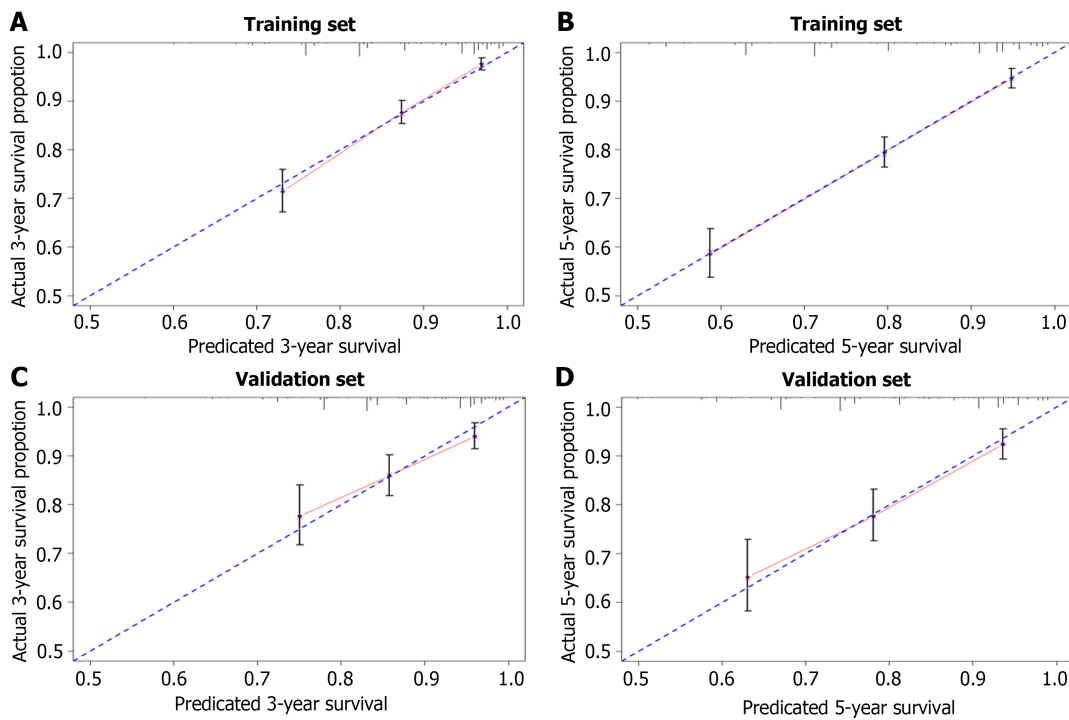 A
Training set
Actual 3-year survival propotion
1.0
0.9
0.8
0.7
0.6
0.5
0.5 0.6 0.7 0.8 0.9 1.0
Predicated 3-year survival
B
Training set
Actual 5-year survival propotion
1.0
0.9
0.8
0.7
0.6
0.5
0.5 0.6 0.7 0.8 0.9 1.0
Predicated 5-year survival
C
Validation set
Actual 3-year survival propotion
1.0
0.9
0.8
0.7
0.6
0.5
0.5 0.6 0.7 0.8 0.9 1.0
Predicated 3-year survival
D
Validation set
Actual 5-year survival propotion
1.0
0.9
0.8
0.7
0.6
0.5
0.5 0.6 0.7 0.8 0.9 1.0
Predicated 5-year survival